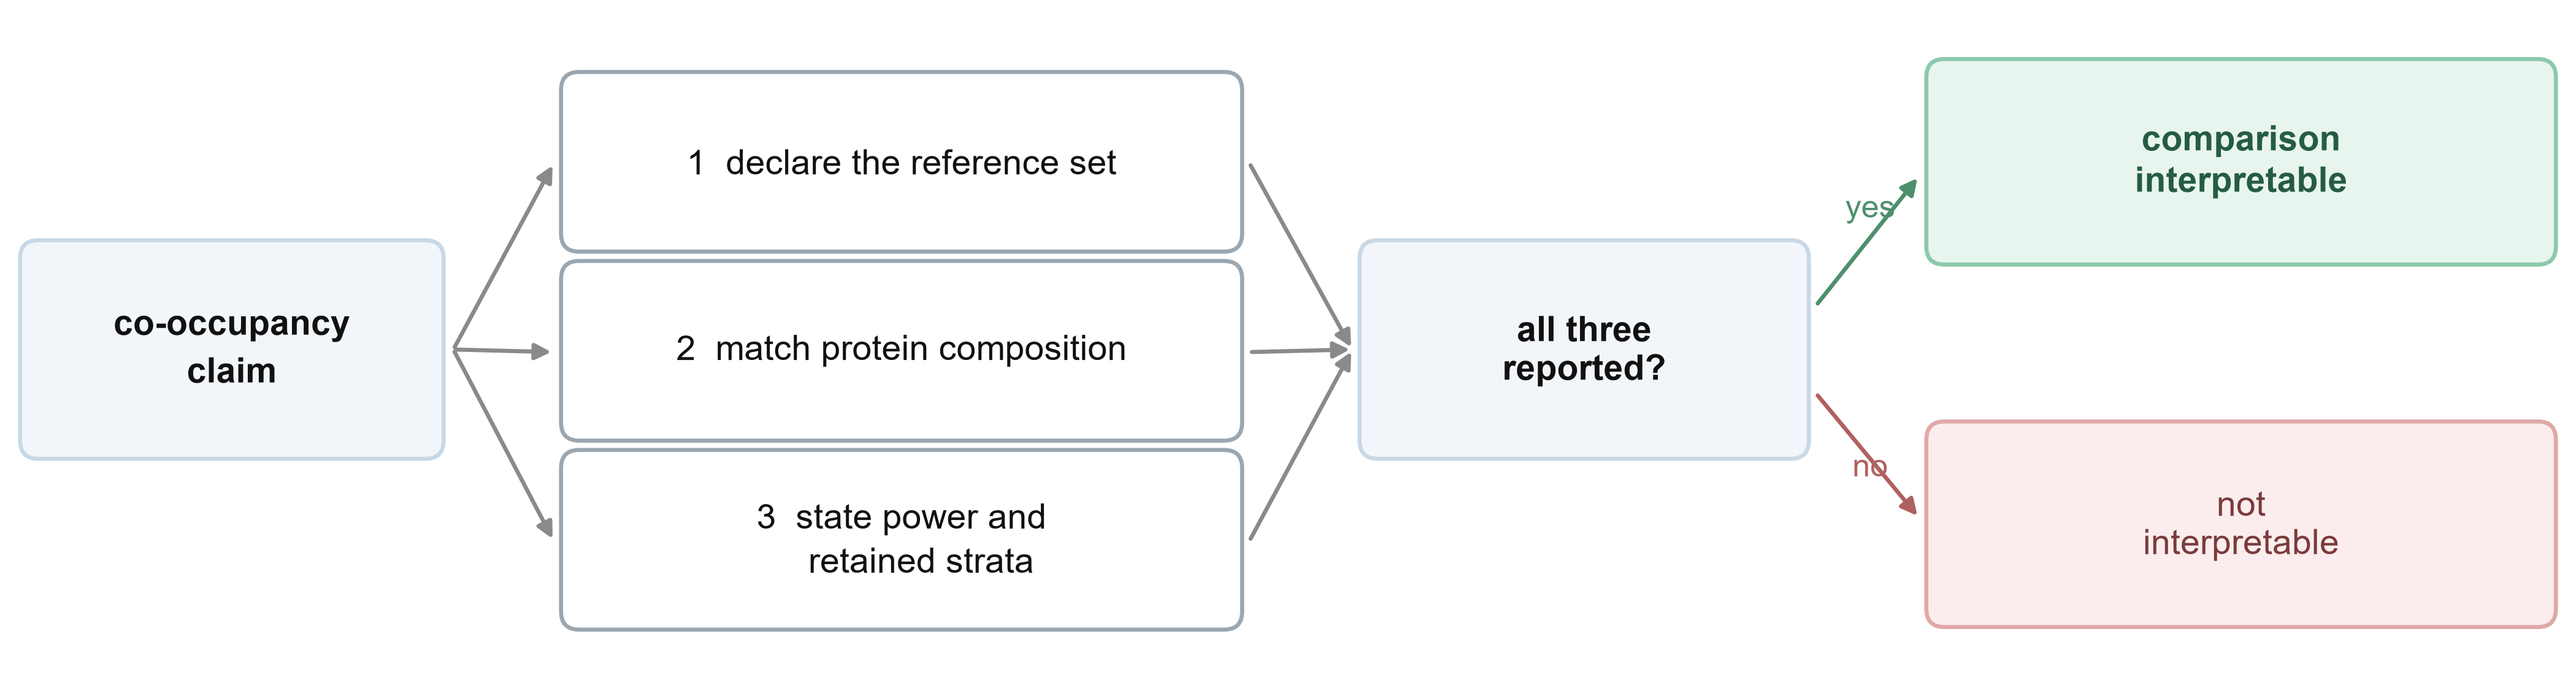 co-occupancy
claim
1 declare the reference set
2 match protein composition
3 state power and
retained strata
all three
reported?
yes
no
comparison
interpretable
not
interpretable